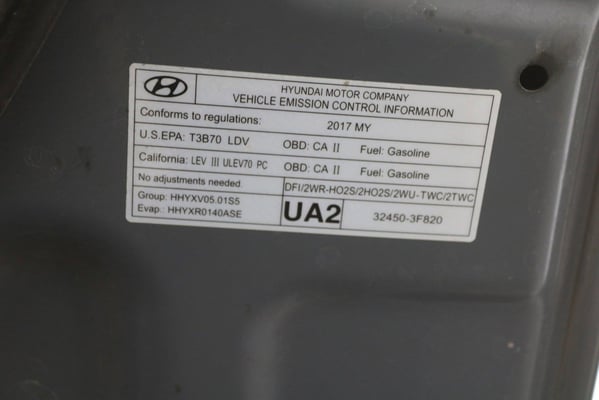 HYUNDAI MOTOR COMPANY
VEHICLE EMISSION CONTROL INFORMATION
Conforms to regulations: 2017 MY
U.S.EPA: T3B70 LDV OBD: CA II Fuel: Gasoline
California: LEV III ULEV70 PC OBD: CA II Fuel: Gasoline
No adjustments needed. DFI/2WR-HO2S/2HO2S/2WU-TWC/2TWC
Group: HHYXV05.01S5
Evap.: HHYXR0140ASE
UA2 32450-3F820